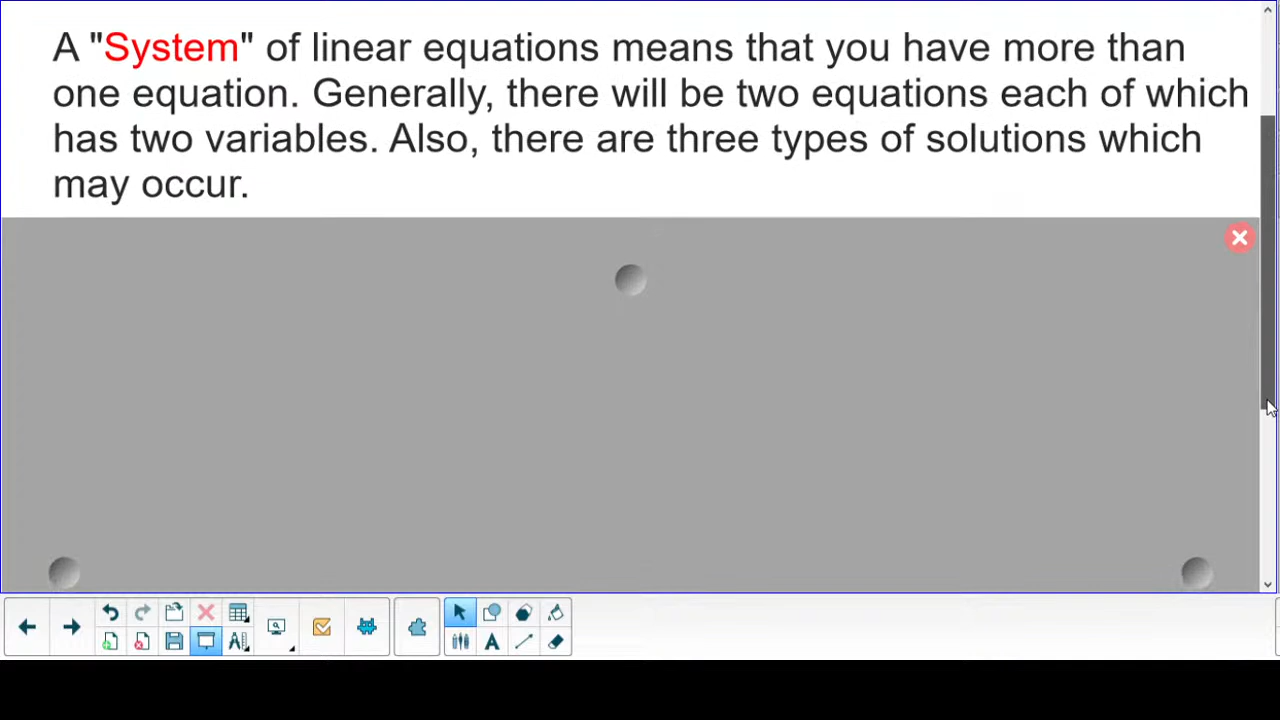 A "System" of linear equations means that you have more than
one equation. Generally, there will be two equations each of which
has two variables. Also, there are three types of solutions which
may occur.